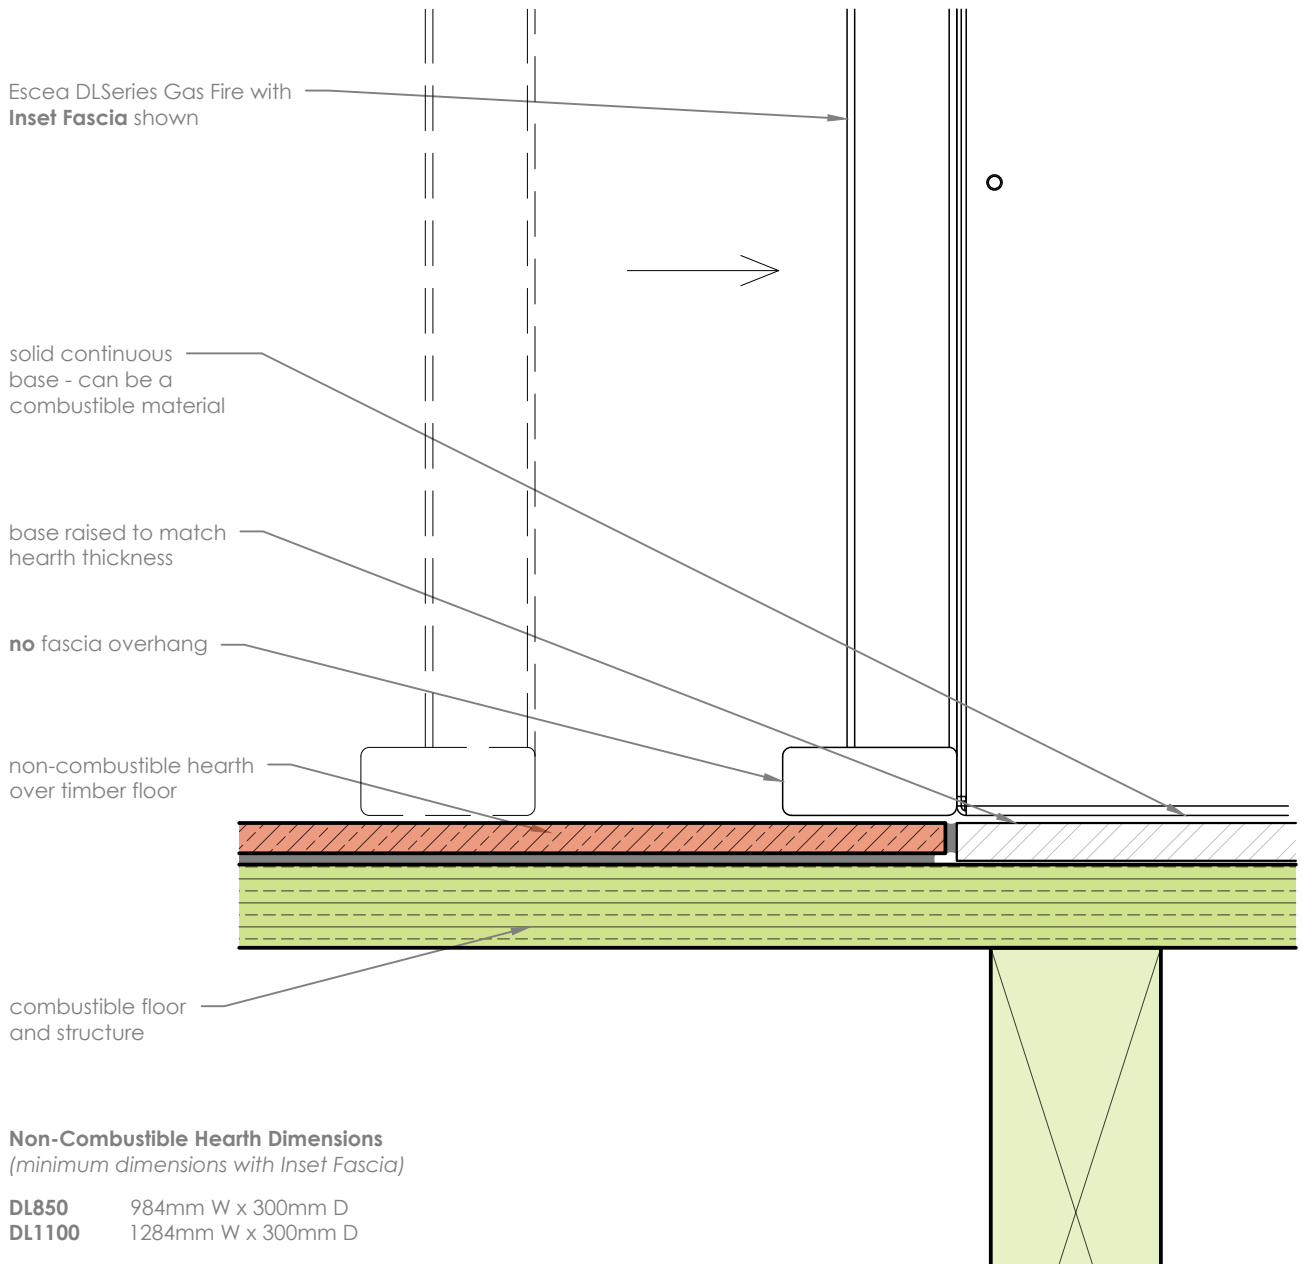 Escea DLSeries Gas Fire with
Inset Fascia shown
solid continuous
base - can be a
combustible material
base raised to match
hearth thickness
no fascia overhang
non-combustible hearth
over timber floor
combustible floor
and structure
Non-Combustible Hearth Dimensions
(minimum dimensions with Inset Fascia)
DL850 984mm W x 300mm D
DL1100 1284mm W x 300mm D